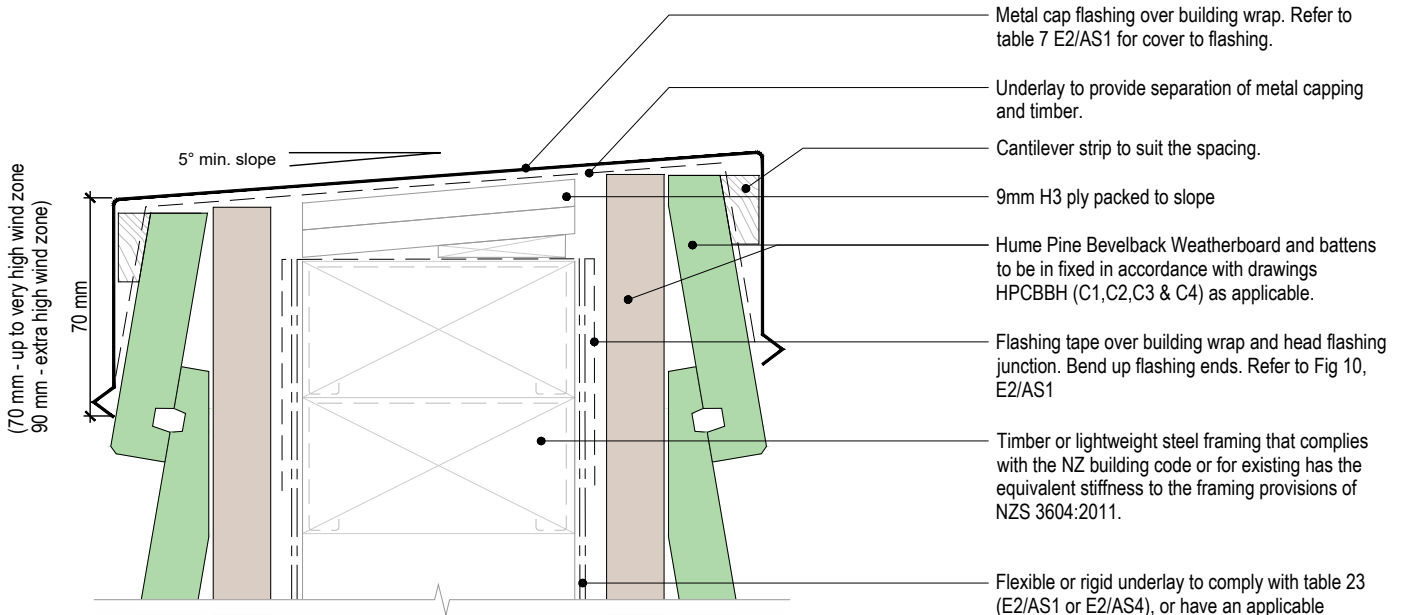 Metal cap flashing over building wrap. Refer to
table 7 E2/AS1 for cover to flashing.
Underlay to provide separation of metal capping
and timber.
5° min. slope
Cantilever strip to suit the spacing.
9mm H3 ply packed to slope
(70 mm - up to very high wind zone
90 mm - extra high wind zone)
70 mm
Hume Pine Bevelback Weatherboard and battens
to be in fixed in accordance with drawings
HPCBBH (C1,C2,C3 & C4) as applicable.
Flashing tape over building wrap and head flashing
junction. Bend up flashing ends. Refer to Fig 10,
E2/AS1
Timber or lightweight steel framing that complies
with the NZ building code or for existing has the
equivalent stiffness to the framing provisions of
NZS 3604:2011.
Flexible or rigid underlay to comply with table 23
(E2/AS1 or E2/AS4), or have an applicable